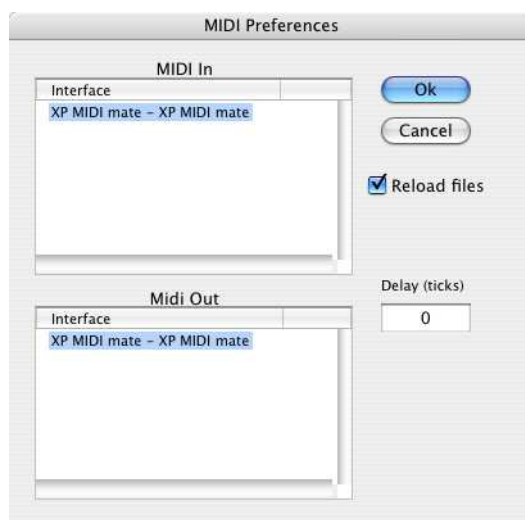 MIDI Preferences
MIDI In
Interface
XP MIDI mate – XP MIDI mate
Ok
Cancel
Reload files
Midi Out
Interface
XP MIDI mate – XP MIDI mate
Delay (ticks)
0